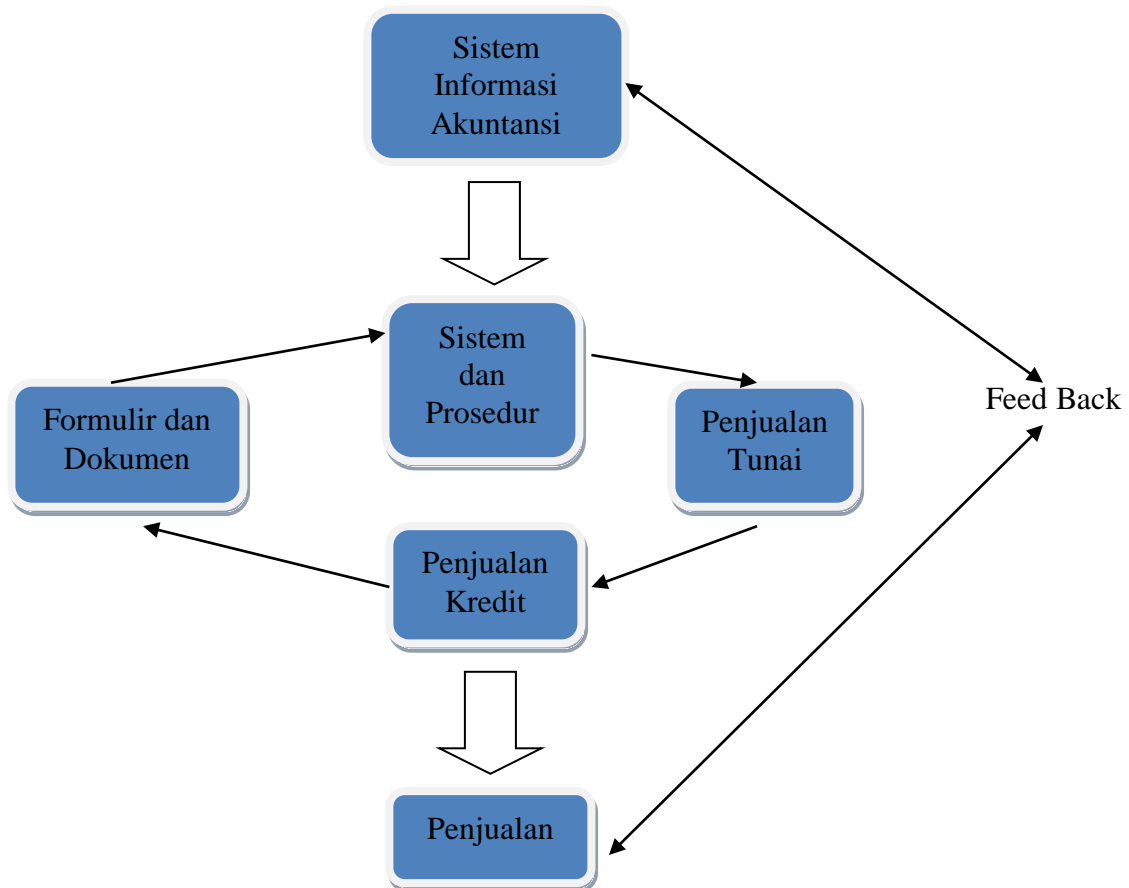 Sistem
Informasi
Akuntansi
Sistem
dan
Prosedur
Formulir dan
Dokumen
Penjualan
Tunai
Feed Back
Penjualan
Kredit
Penjualan